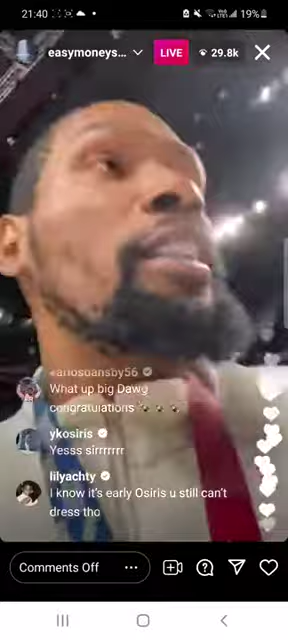 21:40
19%
easymoneys...
LIVE
29.8k
carlosdansby56
What up big Dawg
congratulations
ykosiris
Yesss sirrrrrrr
lilyachty
I know it's early Osiris u still can't
dress tho
Comments Off